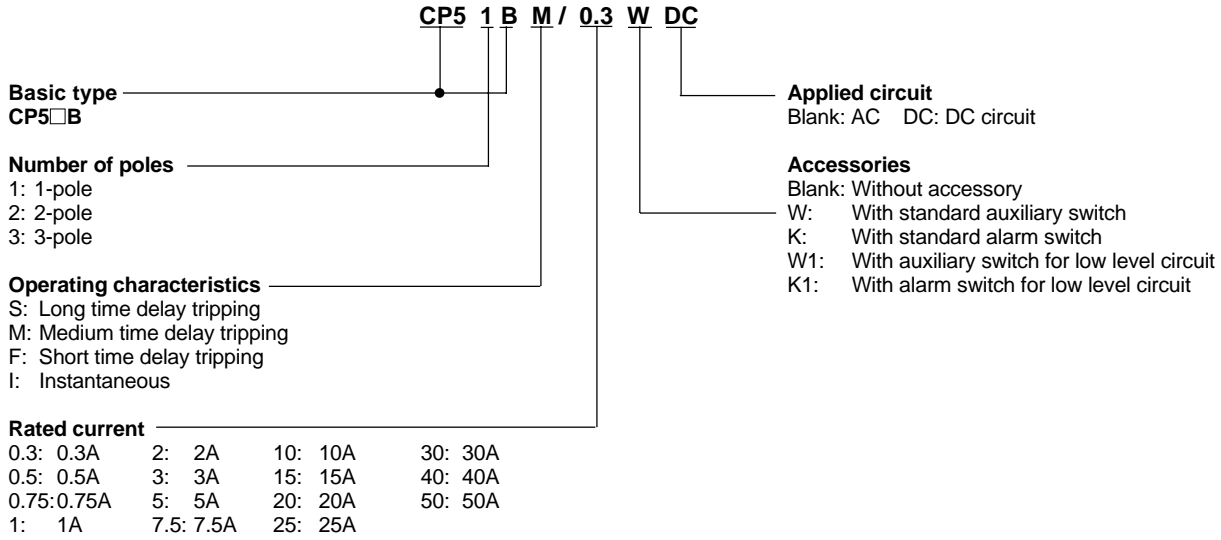 CP5 1 B M / 0.3 W DC
Basic type
CP5□B
Number of poles
1: 1-pole
2: 2-pole
3: 3-pole
Operating characteristics
S: Long time delay tripping
M: Medium time delay tripping
F: Short time delay tripping
I: Instantaneous
Rated current
0.3: 0.3A 2: 2A 10: 10A 30: 30A
0.5: 0.5A 3: 3A 15: 15A 40: 40A
0.75: 0.75A 5: 5A 20: 20A 50: 50A
1: 1A 7.5: 7.5A 25: 25A
Applied circuit
Blank: AC DC: DC circuit
Accessories
Blank: Without accessory
W: With standard auxiliary switch
K: With standard alarm switch
W1: With auxiliary switch for low level circuit
K1: With alarm switch for low level circuit